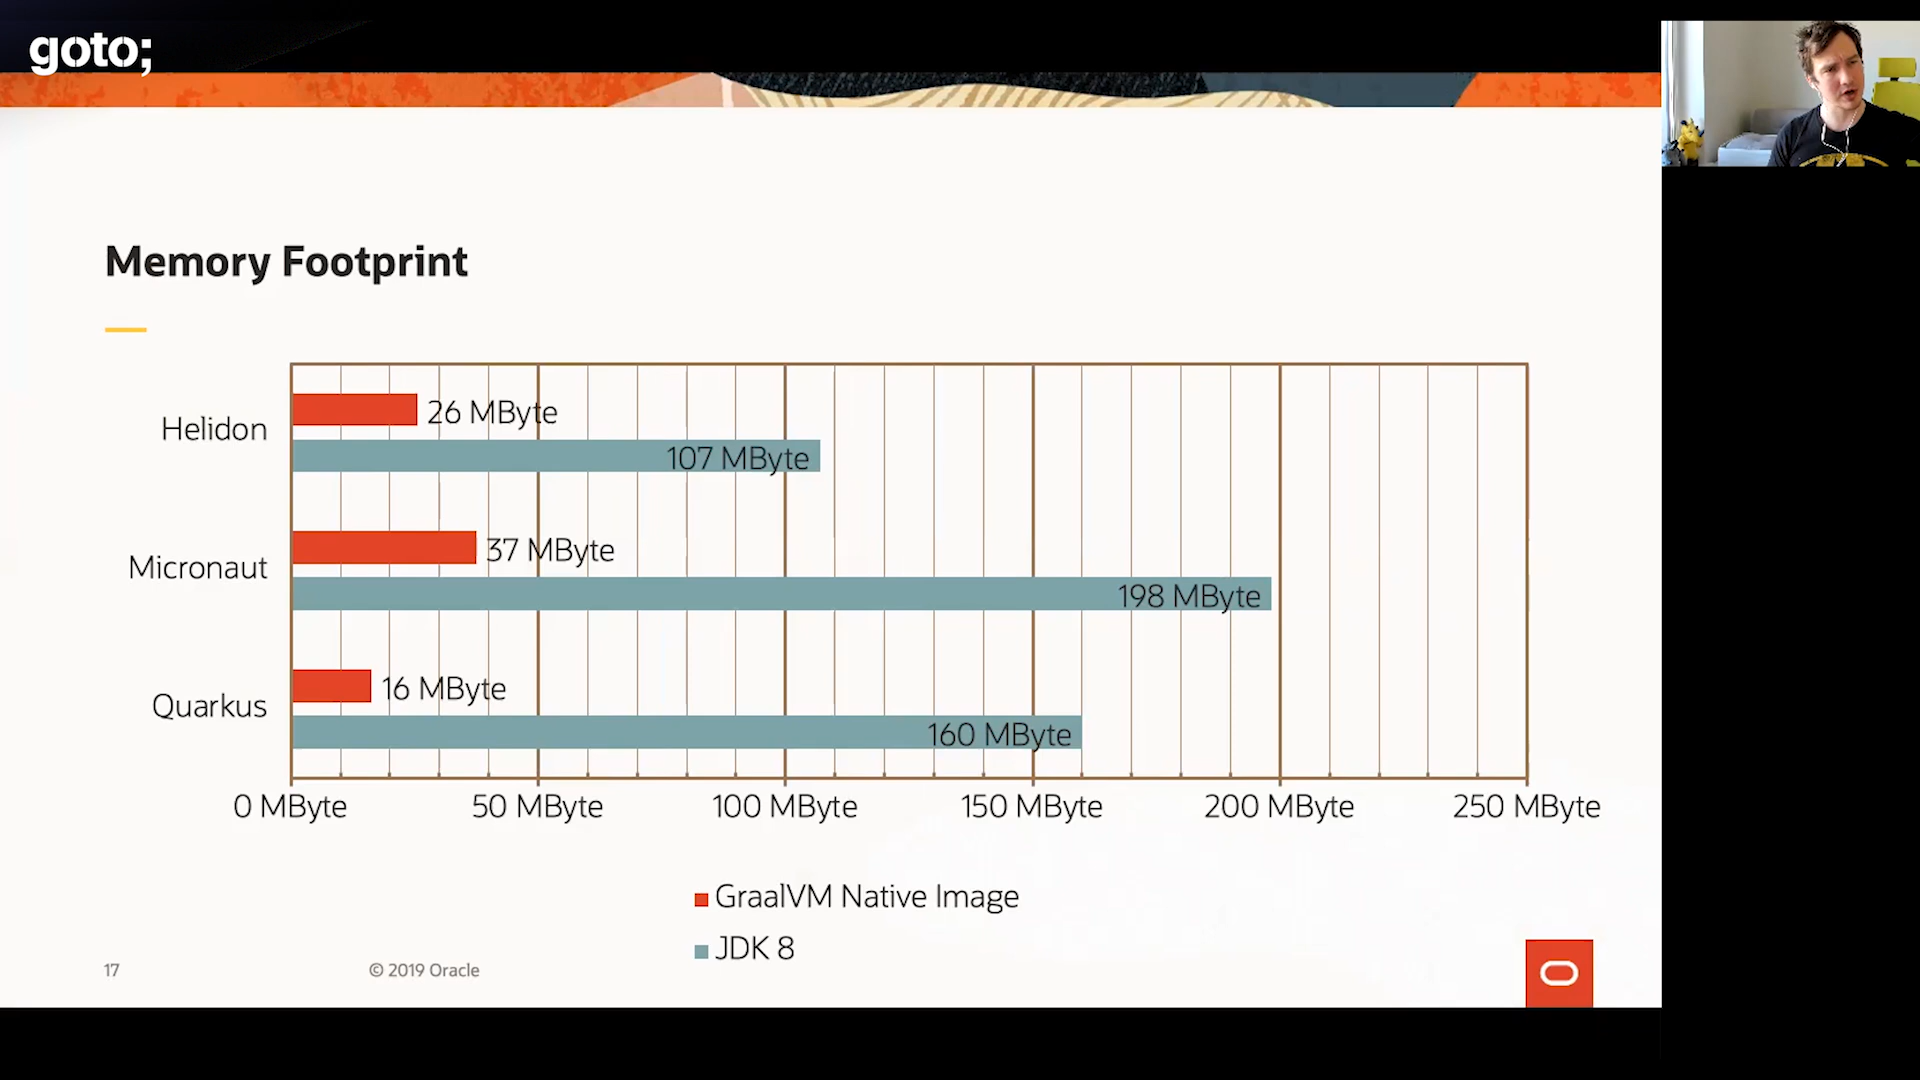 goto;
Memory Footprint
Helidon
26 MByte
107 MByte
Micronaut
37 MByte
198 MByte
Quarkus
16 MByte
160 MByte
0 MByte 50 MByte 100 MByte 150 MByte 200 MByte 250 MByte
GraalVM Native Image
JDK 8
17 © 2019 Oracle